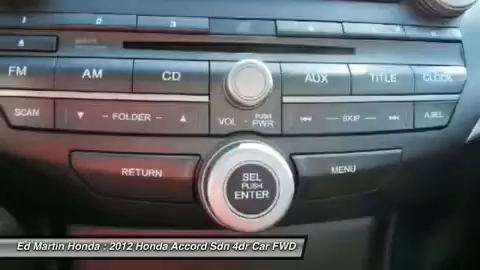 1 2 3
FM AM CD AUX TITLE CLOCK
SCAN ▼ - FOLDER - ▲ VOL • PUSH PWR |◄◄ - SKIP - ►►| A.SEL
RETURN SEL PUSH ENTER MENU
Ed Martin Honda : 2012 Honda Accord Sdn 4dr Car FWD